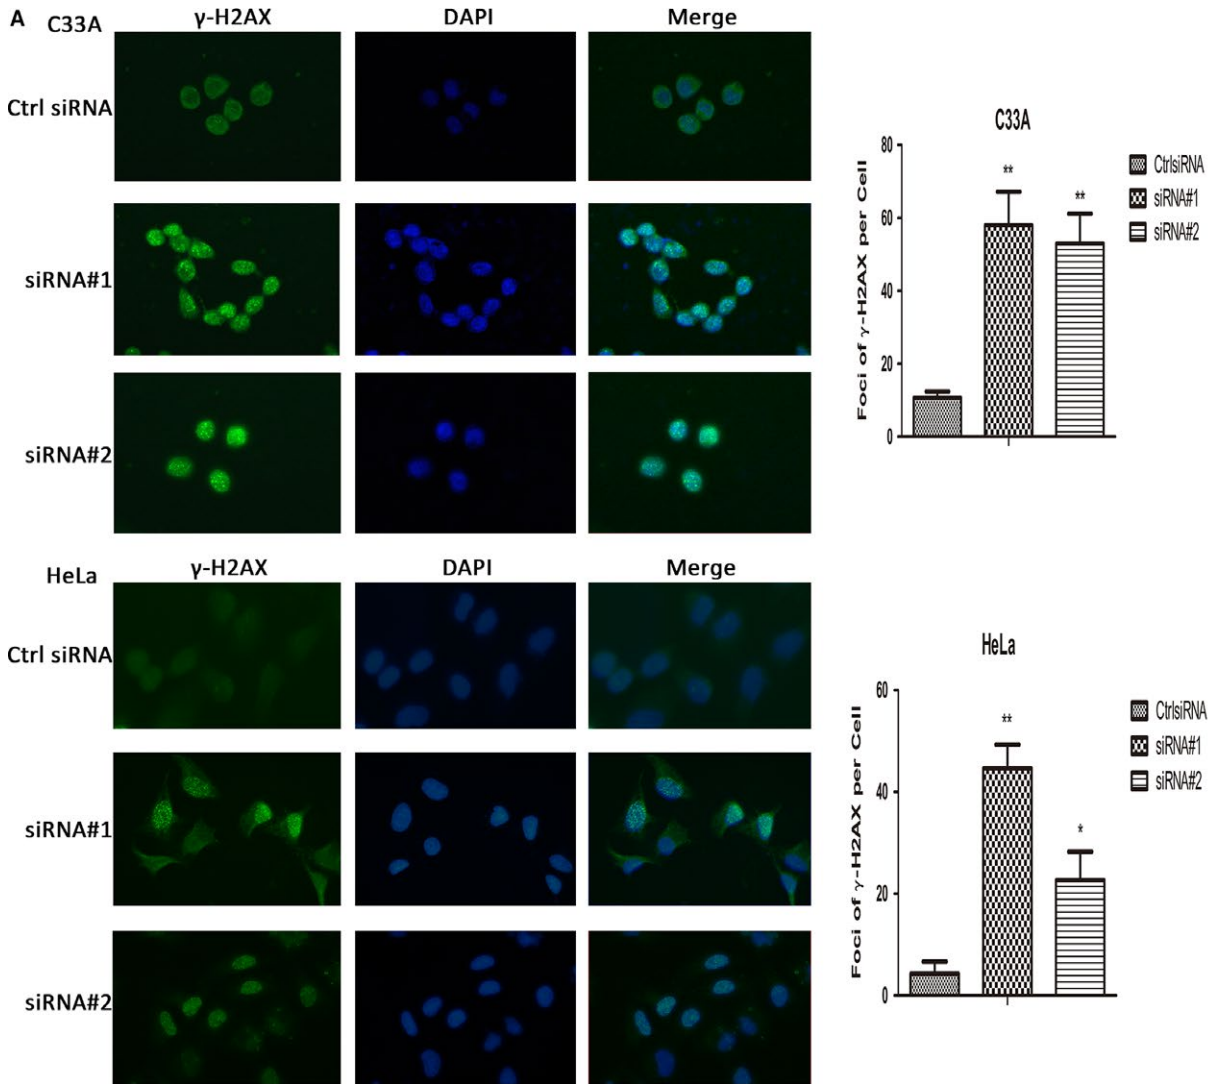 A
C33A
γ-H2AX
DAPI
Merge
Ctrl siRNA
siRNA#1
siRNA#2
C33A
Foci of γ-H2AX per Cell
80
60
40
20
0
**
**
CtrlsiRNA
siRNA#1
siRNA#2
HeLa
γ-H2AX
DAPI
Merge
Ctrl siRNA
siRNA#1
siRNA#2
HeLa
Foci of γ-H2AX per Cell
60
40
20
0
**
*
CtrlsiRNA
siRNA#1
siRNA#2